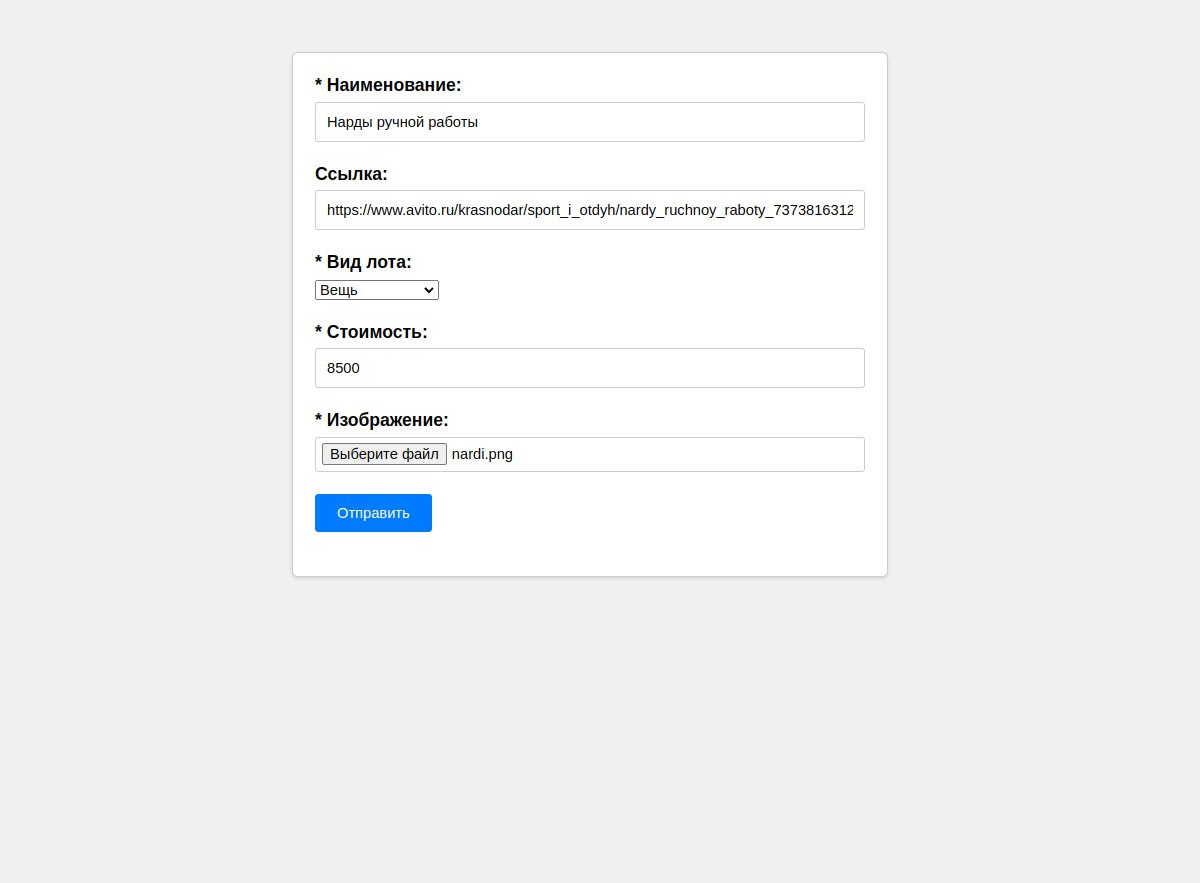 * Наименование:
Нарды ручной работы
Ссылка:
https://www.avito.ru/krasnodar/sport_i_otdyh/nardy_ruchnoy_raboty_7373816312
* Вид лота:
Вещь
* Стоимость:
8500
* Изображение:
Выберите файл nardi.png
Отправить